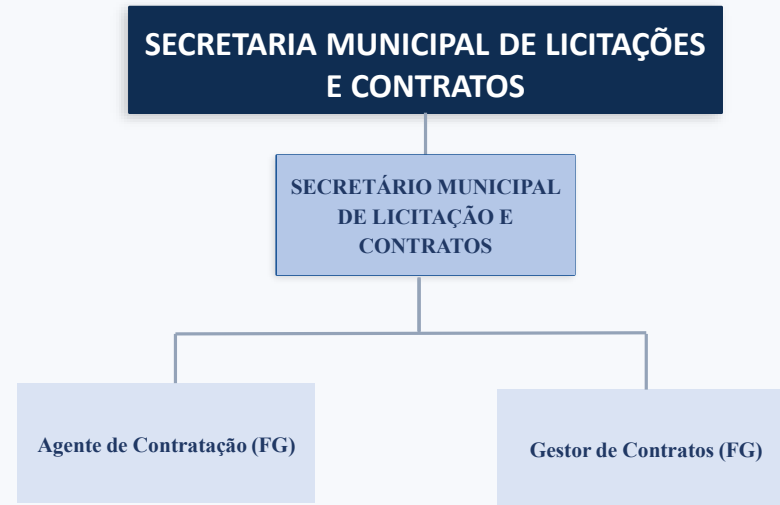 SECRETARIA MUNICIPAL DE LICITAÇÕES
E CONTRATOS
SECRETÁRIO MUNICIPAL
DE LICITAÇÃO E
CONTRATOS
Agente de Contratação (FG)
Gestor de Contratos (FG)